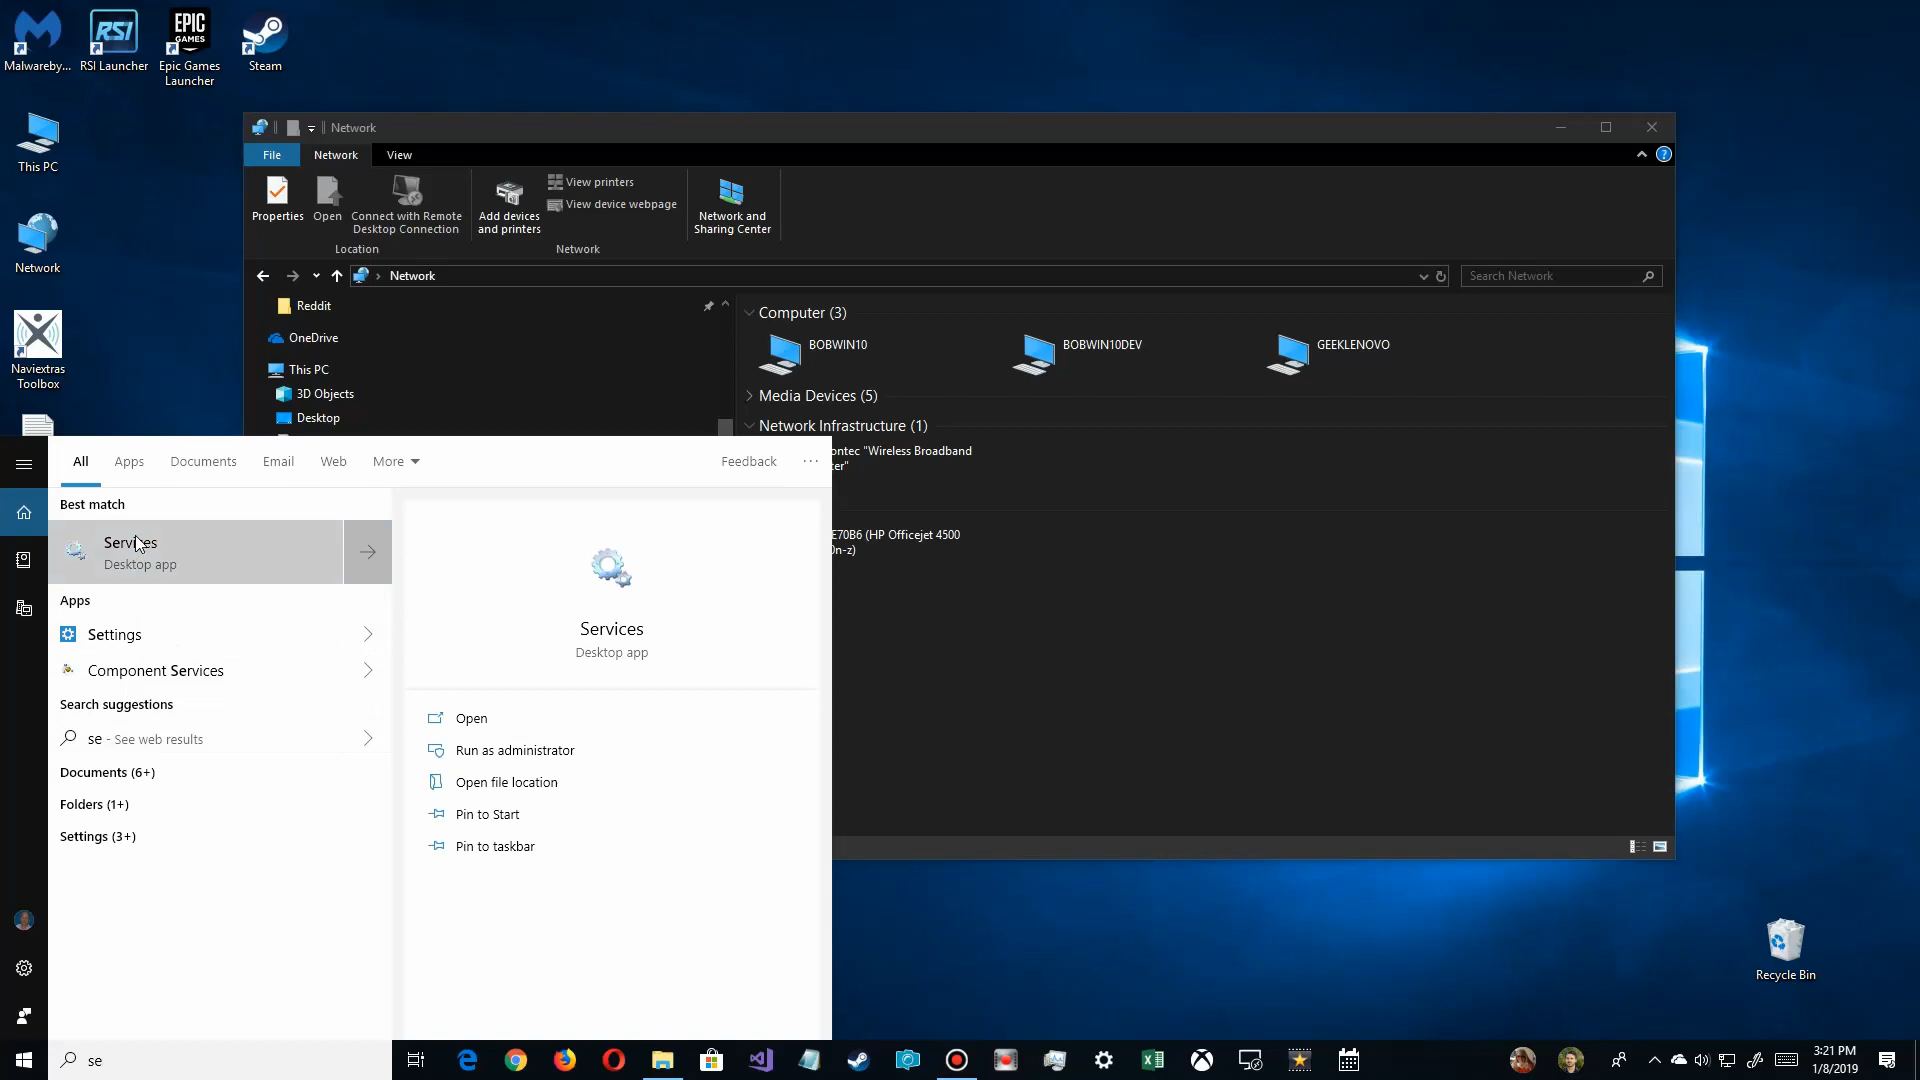 Malwareby...
RSI Launcher
EPIC
GAMES
Epic Games
Launcher
Steam
This PC
Network
Naviextras
Toolbox
Network
File
Network
View
Properties
Open
Connect with Remote
Desktop Connection
Location
Add devices
and printers
View printers
View device webpage
Network
Network and
Sharing Center
Network
Search Network
Reddit
OneDrive
This PC
3D Objects
Desktop
Computer (3)
BOBWIN10
BOBWIN10DEV
GEEKLENOVO
Media Devices (5)
Network Infrastructure (1)
ontec "Wireless Broadband
ter"
E70B6 (HP Officejet 4500
0n-z)
All
Apps
Documents
Email
Web
More
Feedback
Best match
Services
Desktop app
Apps
Settings
Component Services
Search suggestions
se - See web results
Documents (6+)
Folders (1+)
Settings (3+)
Services
Desktop app
Open
Run as administrator
Open file location
Pin to Start
Pin to taskbar
Recycle Bin
se
3:21 PM
1/8/2019